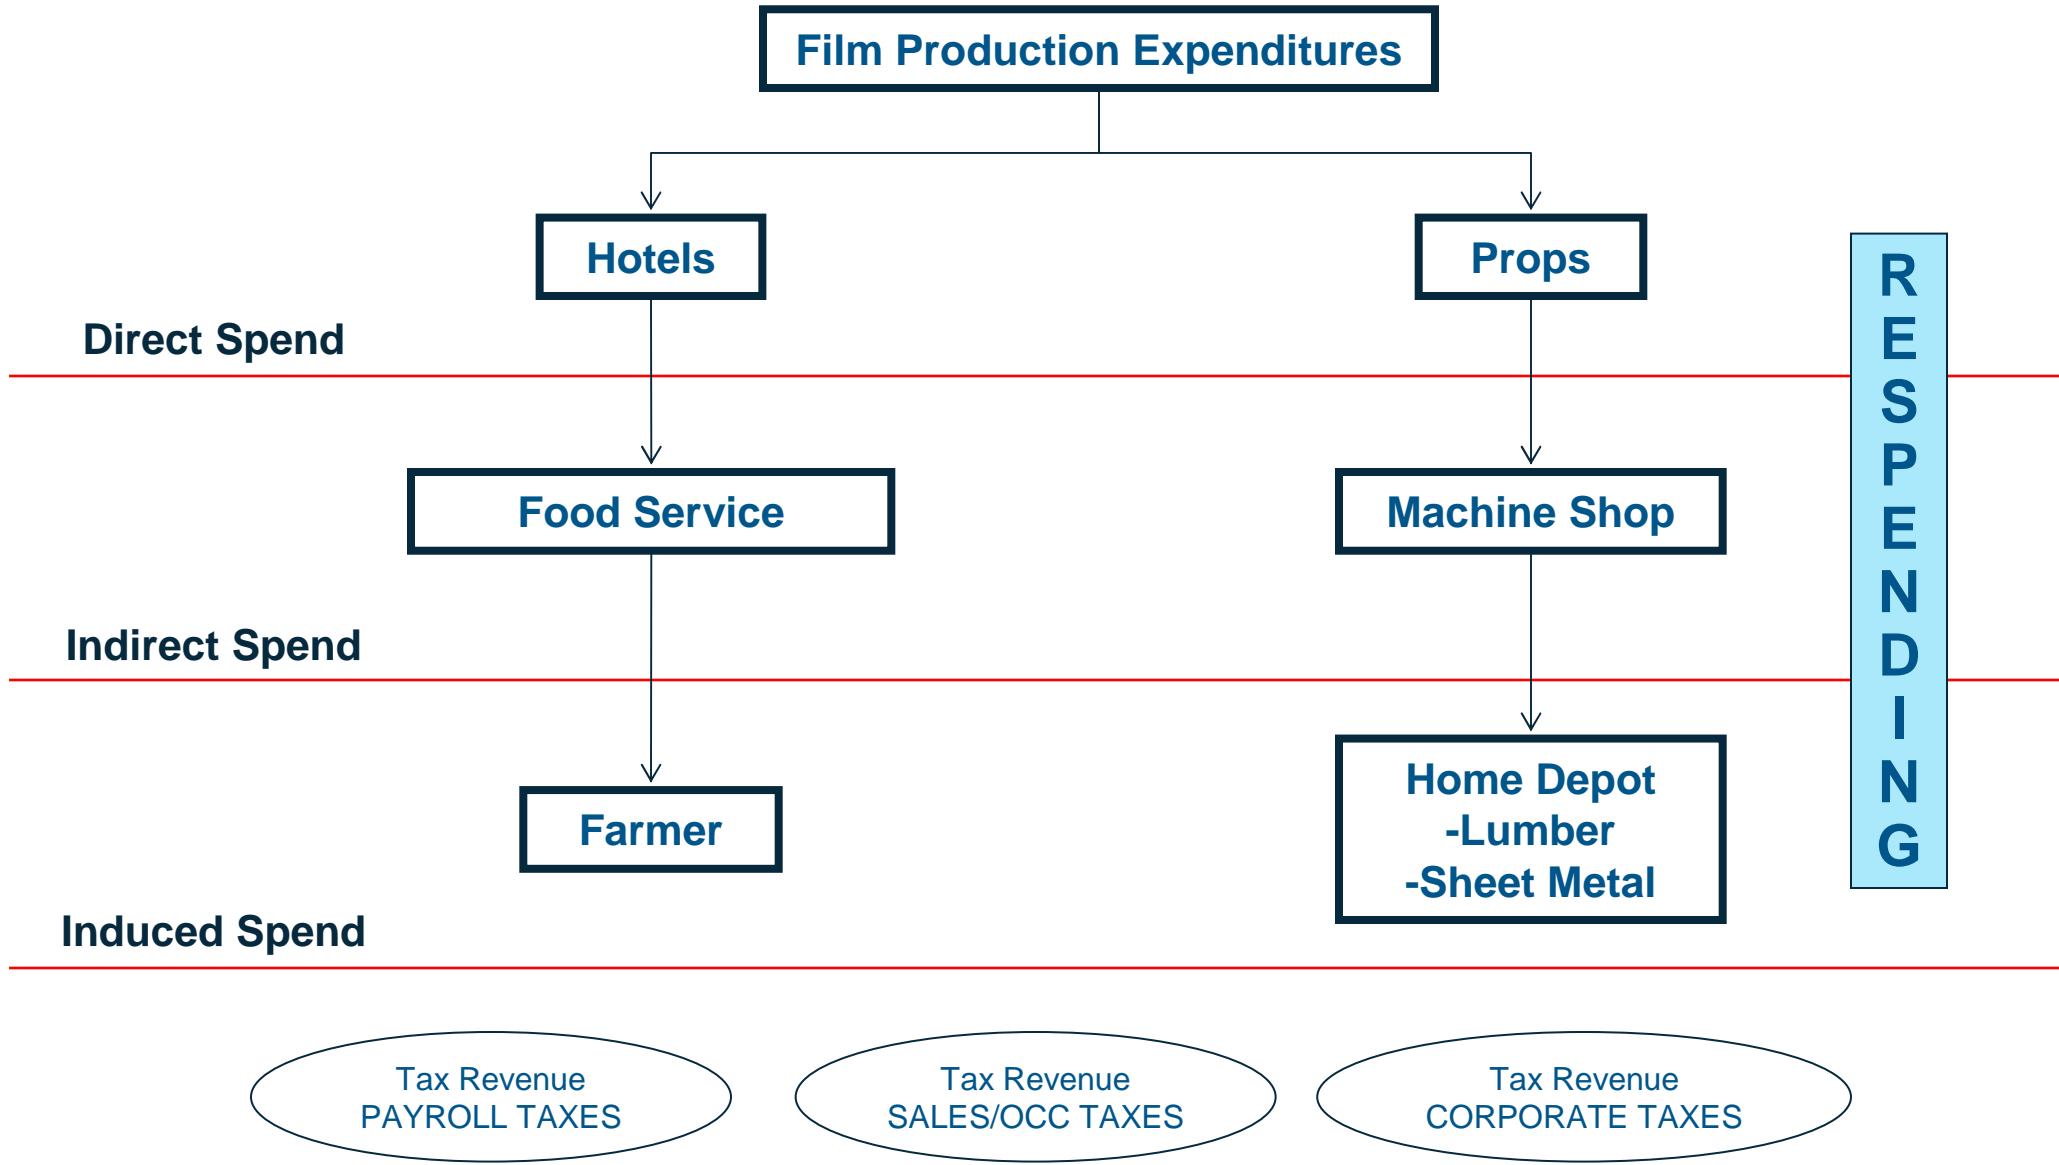 Film Production Expenditures
Hotels
Props
Direct Spend
Food Service
Machine Shop
Indirect Spend
Home Depot
-Lumber
-Sheet Metal
Farmer
Induced Spend
R
E
S
P
E
N
D
I
N
G
Tax Revenue
PAYROLL TAXES
Tax Revenue
SALES/OCC TAXES
Tax Revenue
CORPORATE TAXES